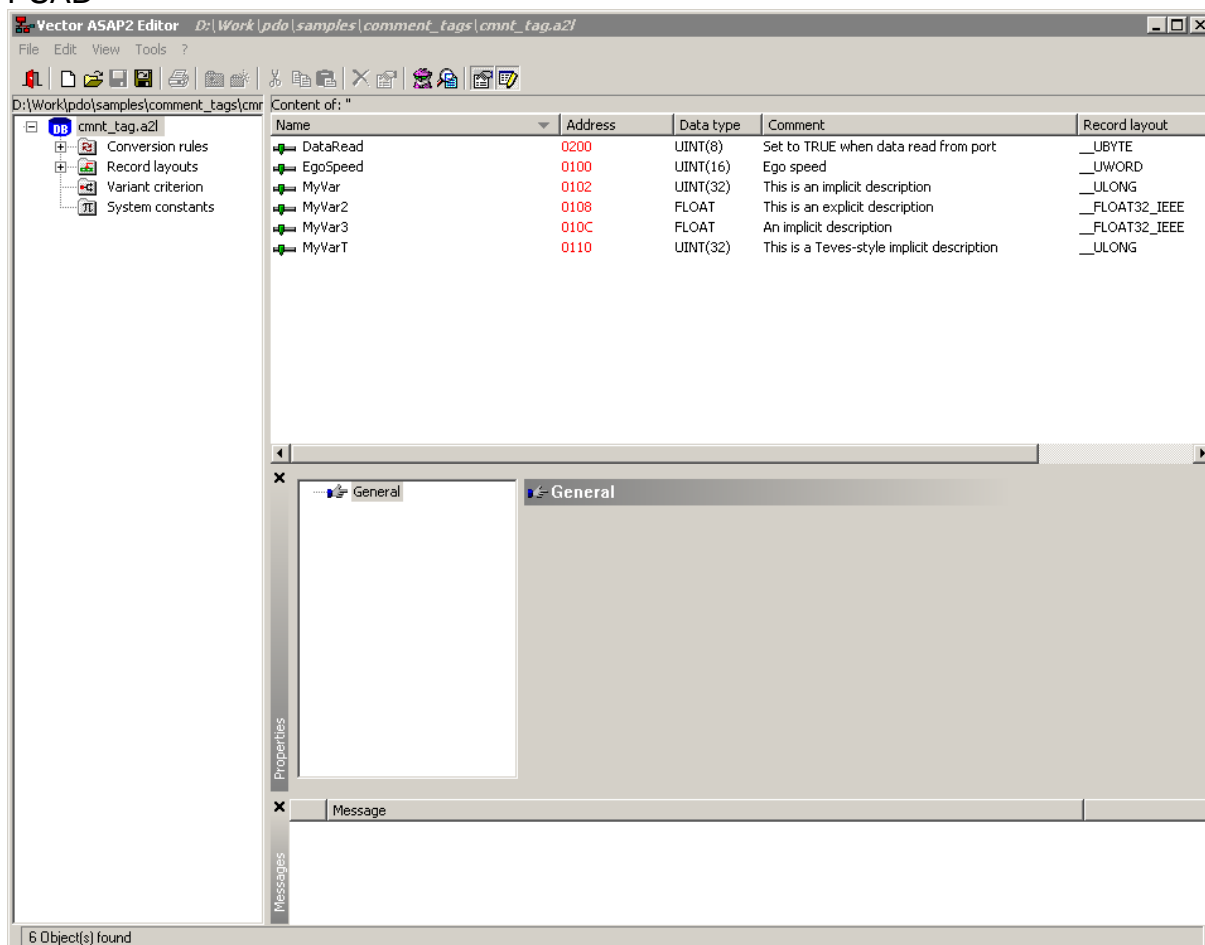 Vector ASAP2 Editor D:\Work\pdo\samples\comment_tags\cmnt_tag.a2l
File Edit View Tools ?
D:\Work\pdo\samples\comment_tags\cmr Content of: "
cmnt_tag.a2l
Conversion rules
Record layouts
Variant criterion
System constants
Name Address Data type Comment Record layout
DataRead 0200 UINT(8) Set to TRUE when data read from port __UBYTE
EgoSpeed 0100 UINT(16) Ego speed __UWORD
MyVar 0102 UINT(32) This is an implicit description __ULONG
MyVar2 0108 FLOAT This is an explicit description __FLOAT32_IEEE
MyVar3 010C FLOAT An implicit description __FLOAT32_IEEE
MyVarT 0110 UINT(32) This is a Teves-style implicit description __ULONG
General General
Properties
Message
Messages
6 Object(s) found